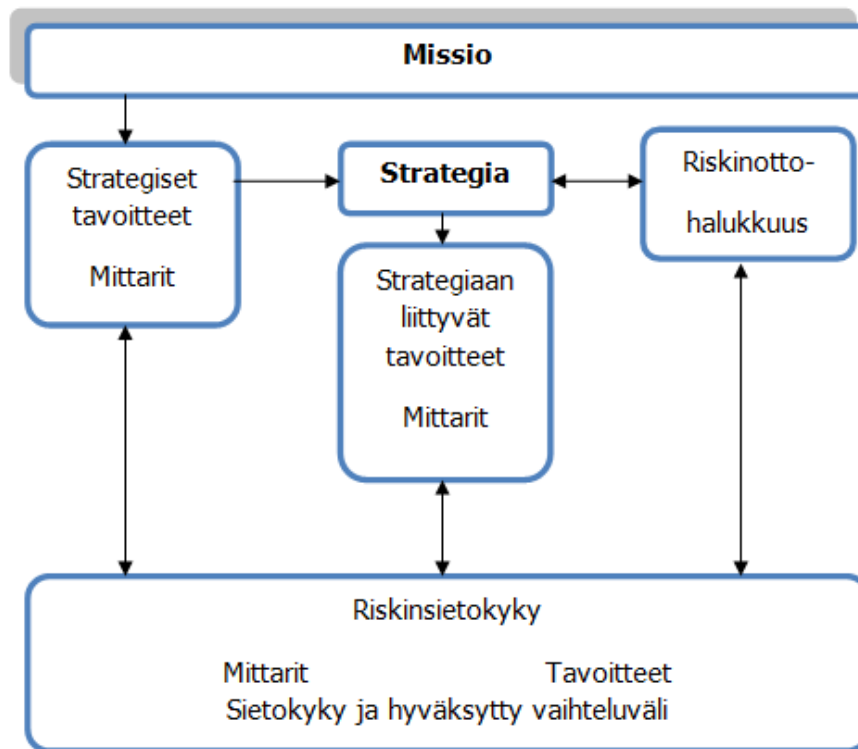 Missio
Strategiset
tavoitteet
Mittarit
Strategia
Riskinotto-
halukkuus
Strategiaan
liittyvät
tavoitteet
Mittarit
Riskinsietokyky
Mittarit Tavoitteet
Sietokyky ja hyväksytty vaihteluväli